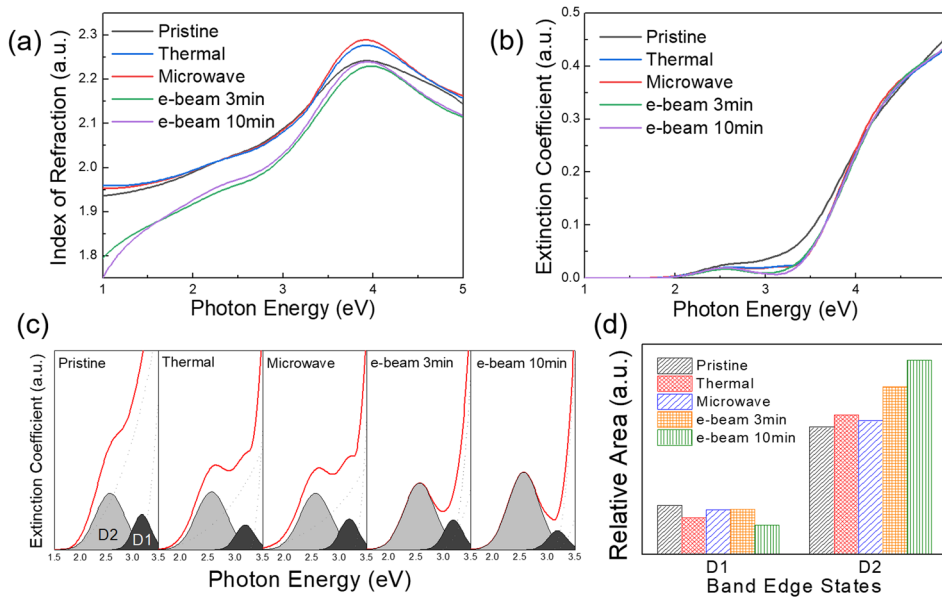 (a)
Pristine
Thermal
Microwave
e-beam 3min
e-beam 10min
2.3
2.2
2.1
2.0
1.9
1.8
1 2 3 4 5
Index of Refraction (a.u.)
Photon Energy (eV)
(b)
Pristine
Thermal
Microwave
e-beam 3min
e-beam 10min
0.5
0.4
0.3
0.2
0.1
0.0
1 2 3 4
Extinction Coefficient (a.u.)
Photon Energy (eV)
(c)
Pristine Thermal Microwave e-beam 3min e-beam 10min
D2 D1
1.5 2.0 2.5 3.0 3.5 2.0 2.5 3.0 3.5 2.0 2.5 3.0 3.5 2.0 2.5 3.0 3.5 2.0 2.5 3.0 3.5
Extinction Coefficient (a.u.)
Photon Energy (eV)
(d)
Pristine
Thermal
Microwave
e-beam 3min
e-beam 10min
D1 D2
Relative Area (a.u.)
Band Edge States